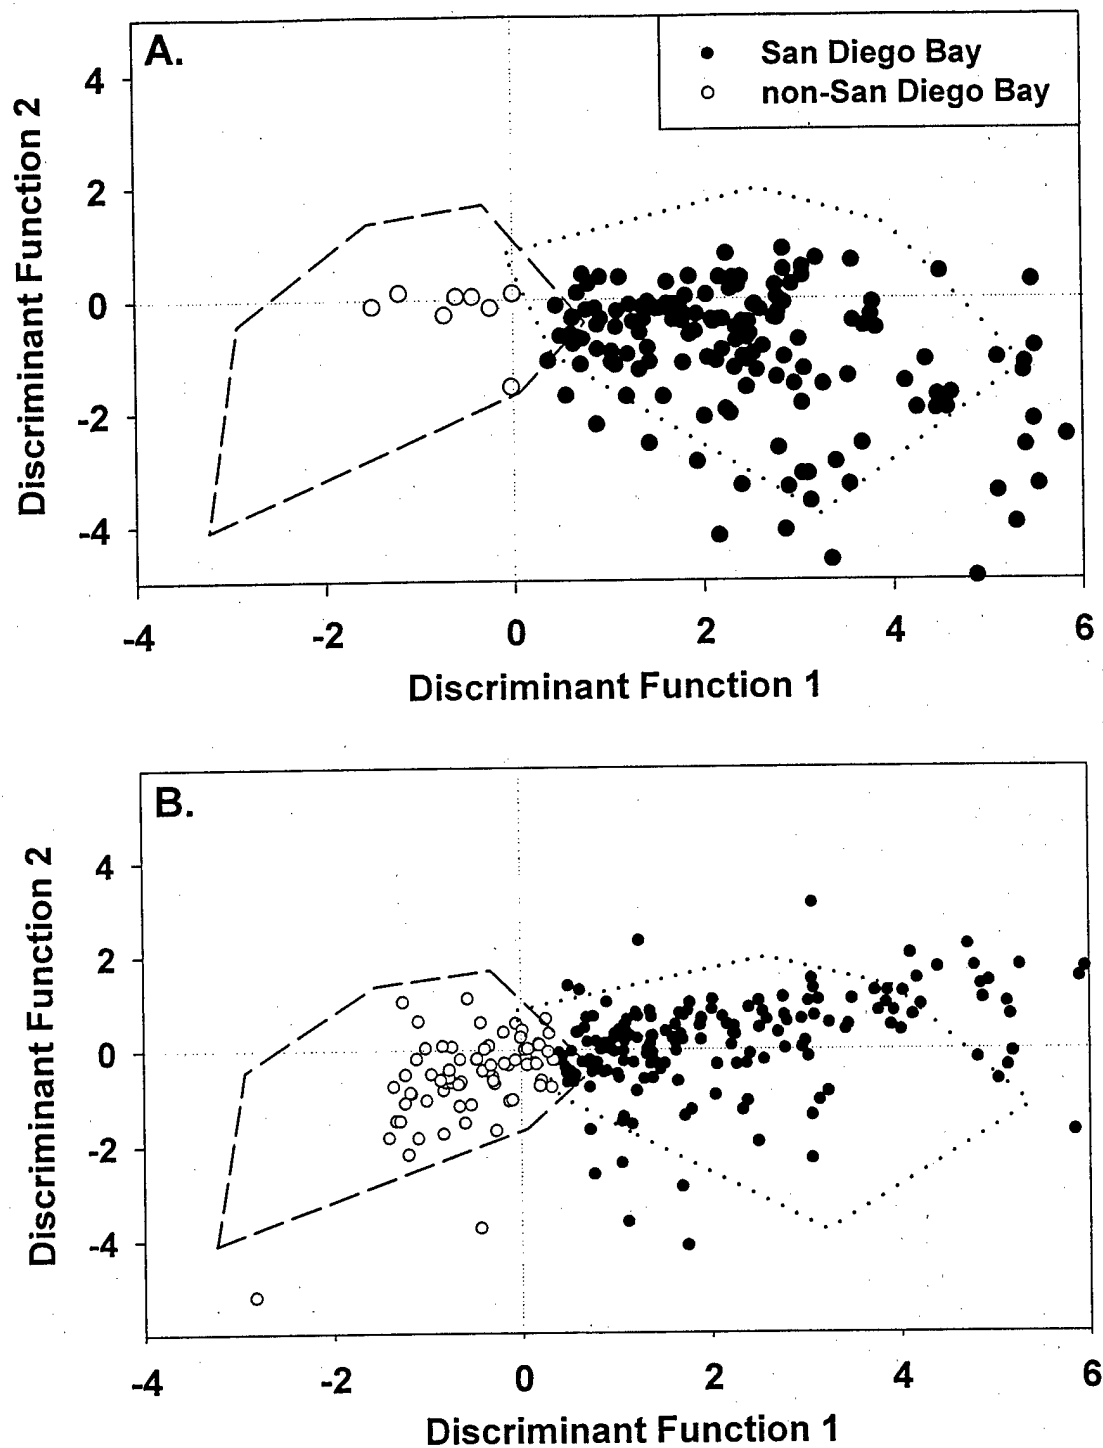 A.
San Diego Bay
non-San Diego Bay
Discriminant Function 2
4
2
0
-2
-4
-4 -2 0 2 4 6
Discriminant Function 1
B.
Discriminant Function 2
4
2
0
-2
-4
-4 -2 0 2 4 6
Discriminant Function 1